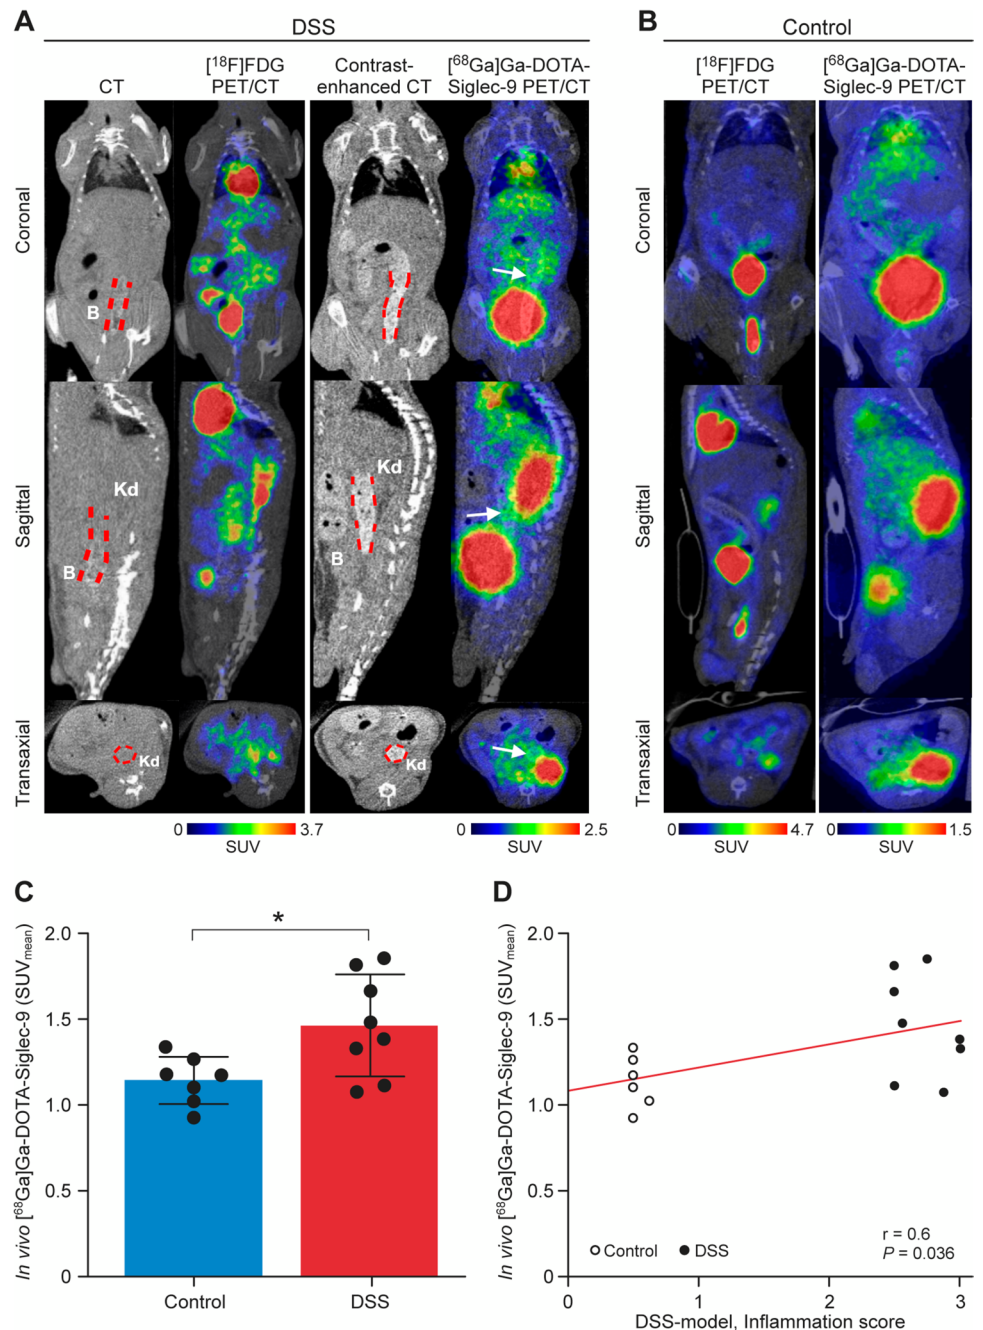 A
DSS
B
Control
CT
[18F]FDG
PET/CT
Contrast-
enhanced CT
[68Ga]Ga-DOTA-
Siglec-9 PET/CT
[18F]FDG
PET/CT
[68Ga]Ga-DOTA-
Siglec-9 PET/CT
Coronal
B
Coronal
Sagittal
Kd
B
Kd
B
Sagittal
Transaxial
Kd
Kd
Transaxial
0 3.7
SUV
0 2.5
SUV
0 4.7
SUV
0 1.5
SUV
C
In vivo [68Ga]Ga-DOTA-Siglec-9 (SUVmean)
2.0
1.5
1.0
0.5
0
*
Control
DSS
D
In vivo [68Ga]Ga-DOTA-Siglec-9 (SUVmean)
2.0
1.5
1.0
0.5
0
Control DSS
r = 0.6
P = 0.036
0 1 2 3
DSS-model, Inflammation score